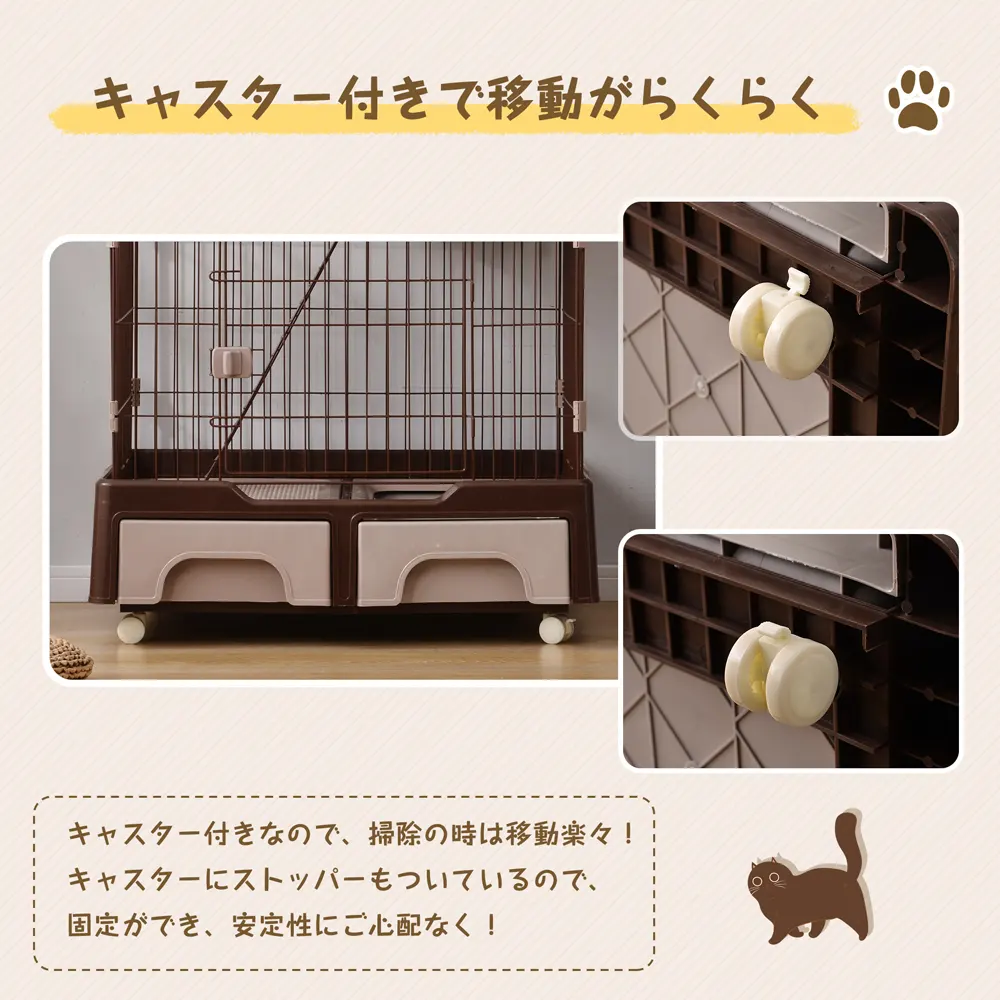 キャスター付きで移動がらくらく
キャスター付きなので、掃除の時は移動楽々！
キャスターにストッパーもついているので、
固定ができ、安定性にご心配なく！